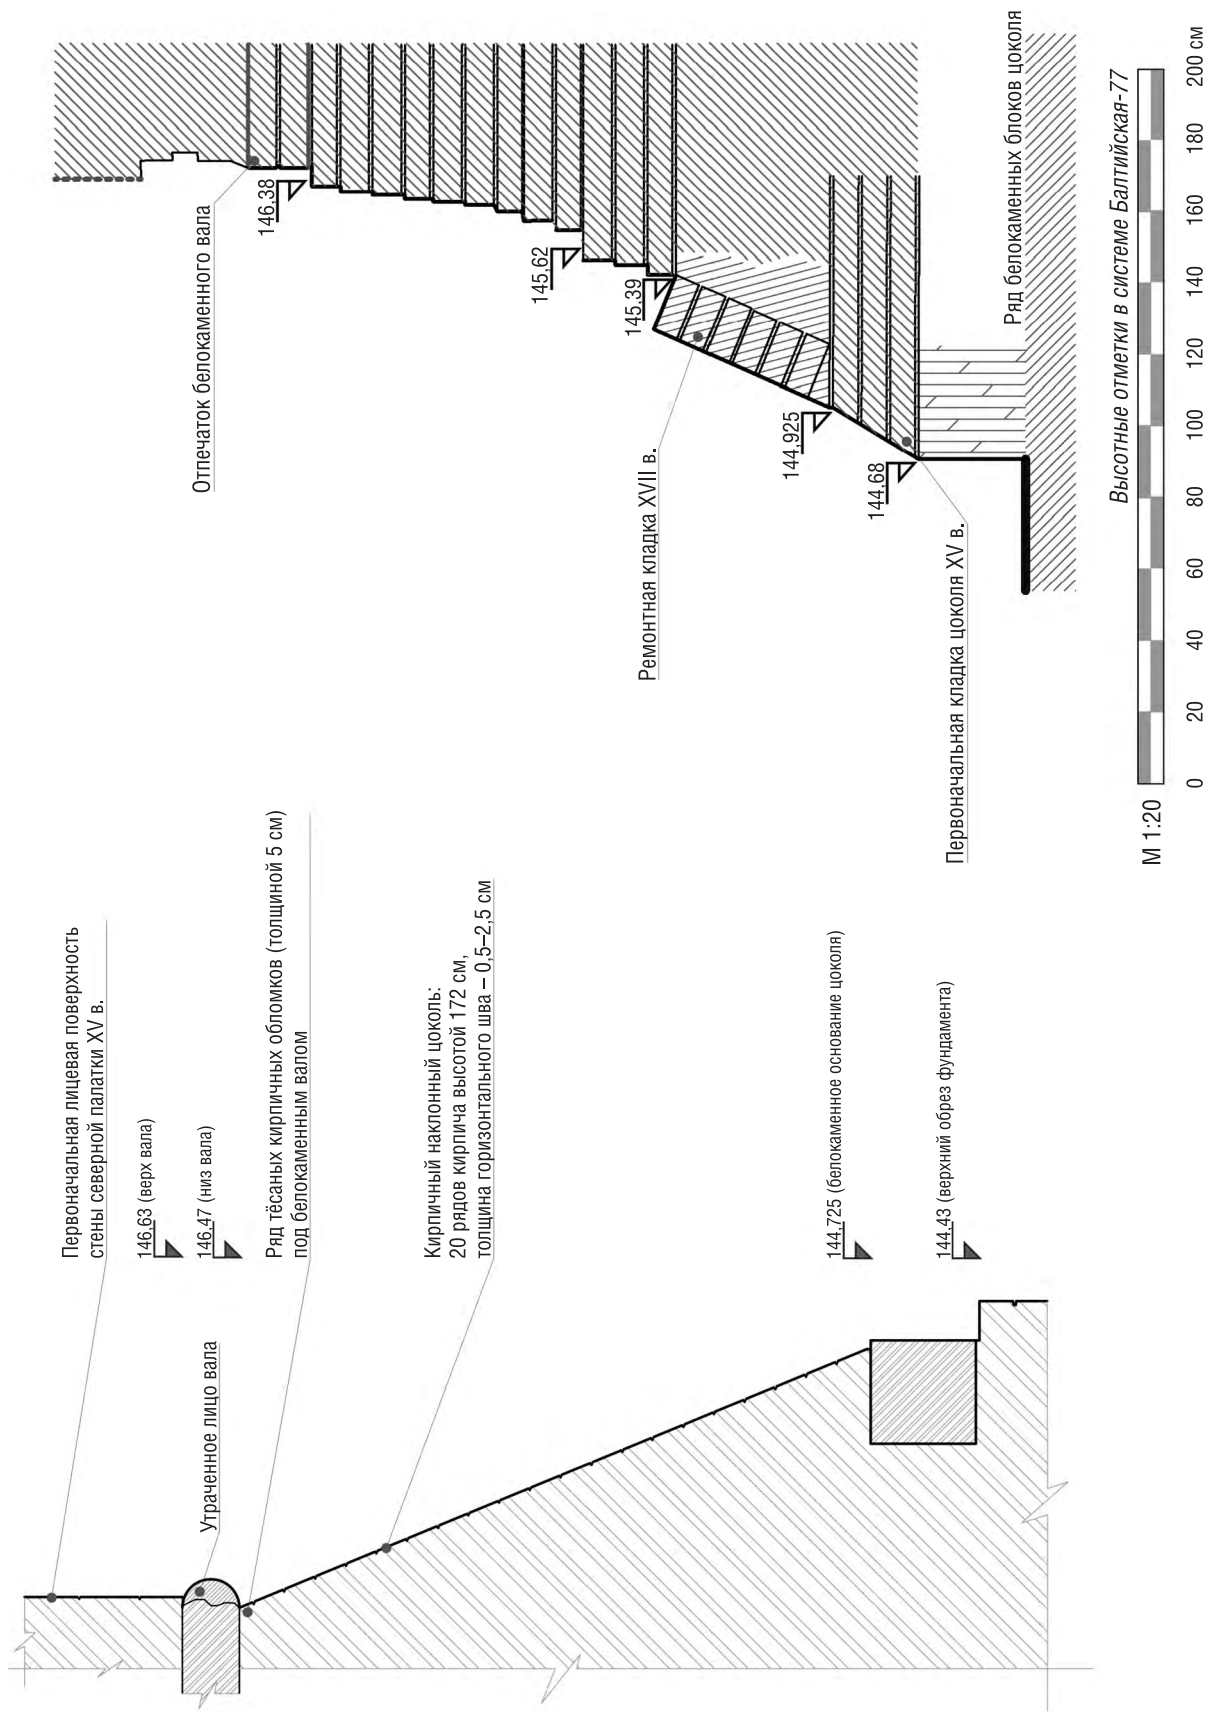 Первоначальная лицевая поверхность
стены северной палатки XV в.
146,63 (верх вала)
146,47 (низ вала)
Утраченное лицо вала
Ряд тёсаных кирпичных обломков (толщиной 5 см)
под белокаменным валом
Кирпичный наклонный цоколь:
20 рядов кирпича высотой 172 см,
толщина горизонтального шва – 0,5–2,5 см
144,725 (белокаменное основание цоколя)
144,43 (верхний обрез фундамента)
Отпечаток белокаменного вала
146,38
145,62
145,39
Ремонтная кладка XVII в.
144,925
144,68
Первоначальная кладка цоколя XV в.
Ряд белокаменных блоков цоколя
Высотные отметки в системе Балтийская-77
М 1:20
0 20 40 60 80 100 120 140 160 180 200 см